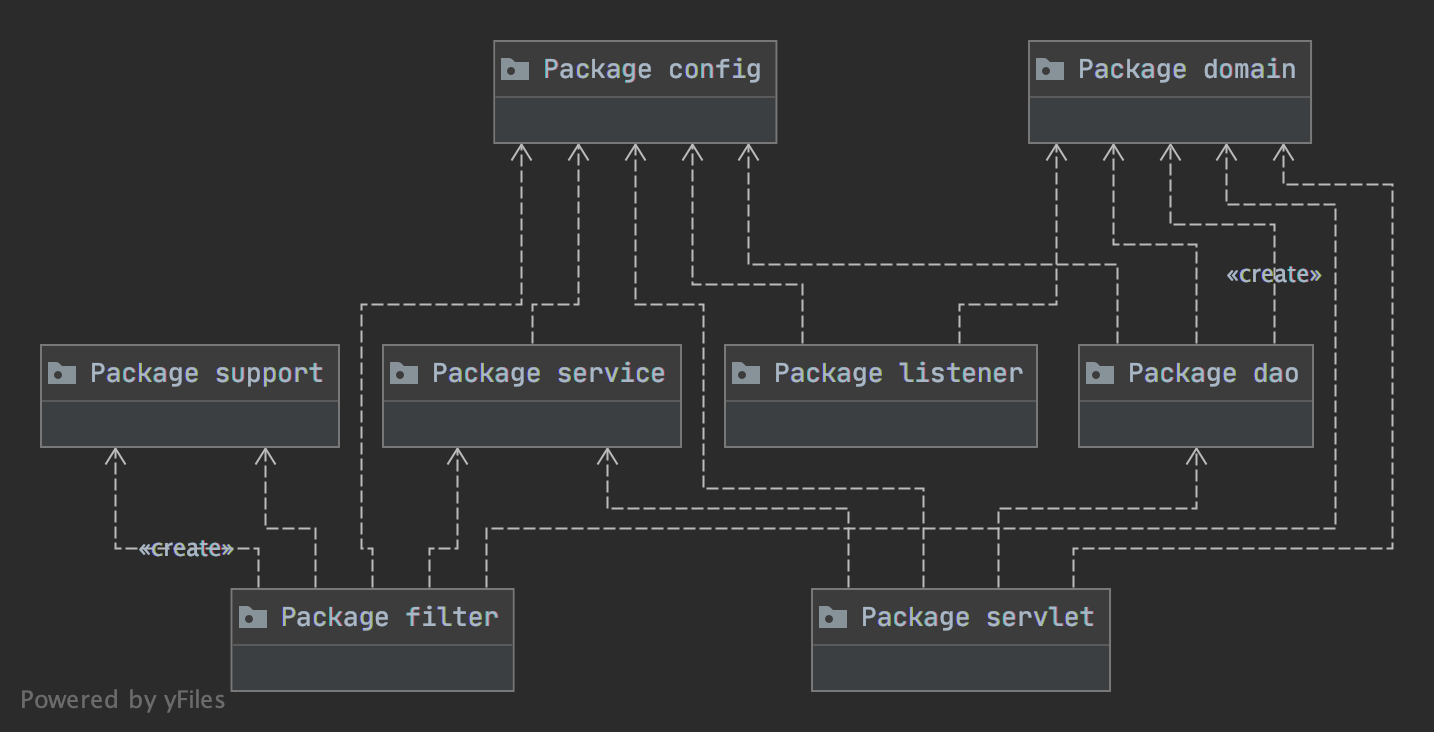 Package config
Package domain
«create»
Package support
Package service
Package listener
Package dao
«create»
Package filter
Package servlet
Powered by yFiles